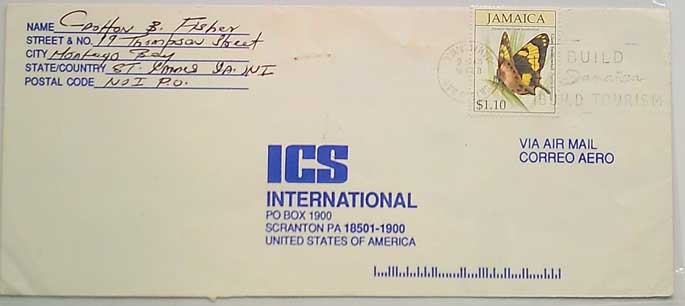 NAME Crofton B. Fisher
STREET & NO. 19 Thompson Street
CITY Montego Bay
STATE/COUNTRY ST. James JA. WI
POSTAL CODE NO I P.O.
JAMAICA
$1.10
BUILD
Jamaica
BUILD TOURISM
VIA AIR MAIL
CORREO AERO
ICS
INTERNATIONAL
PO BOX 1900
SCRANTON PA 18501-1900
UNITED STATES OF AMERICA